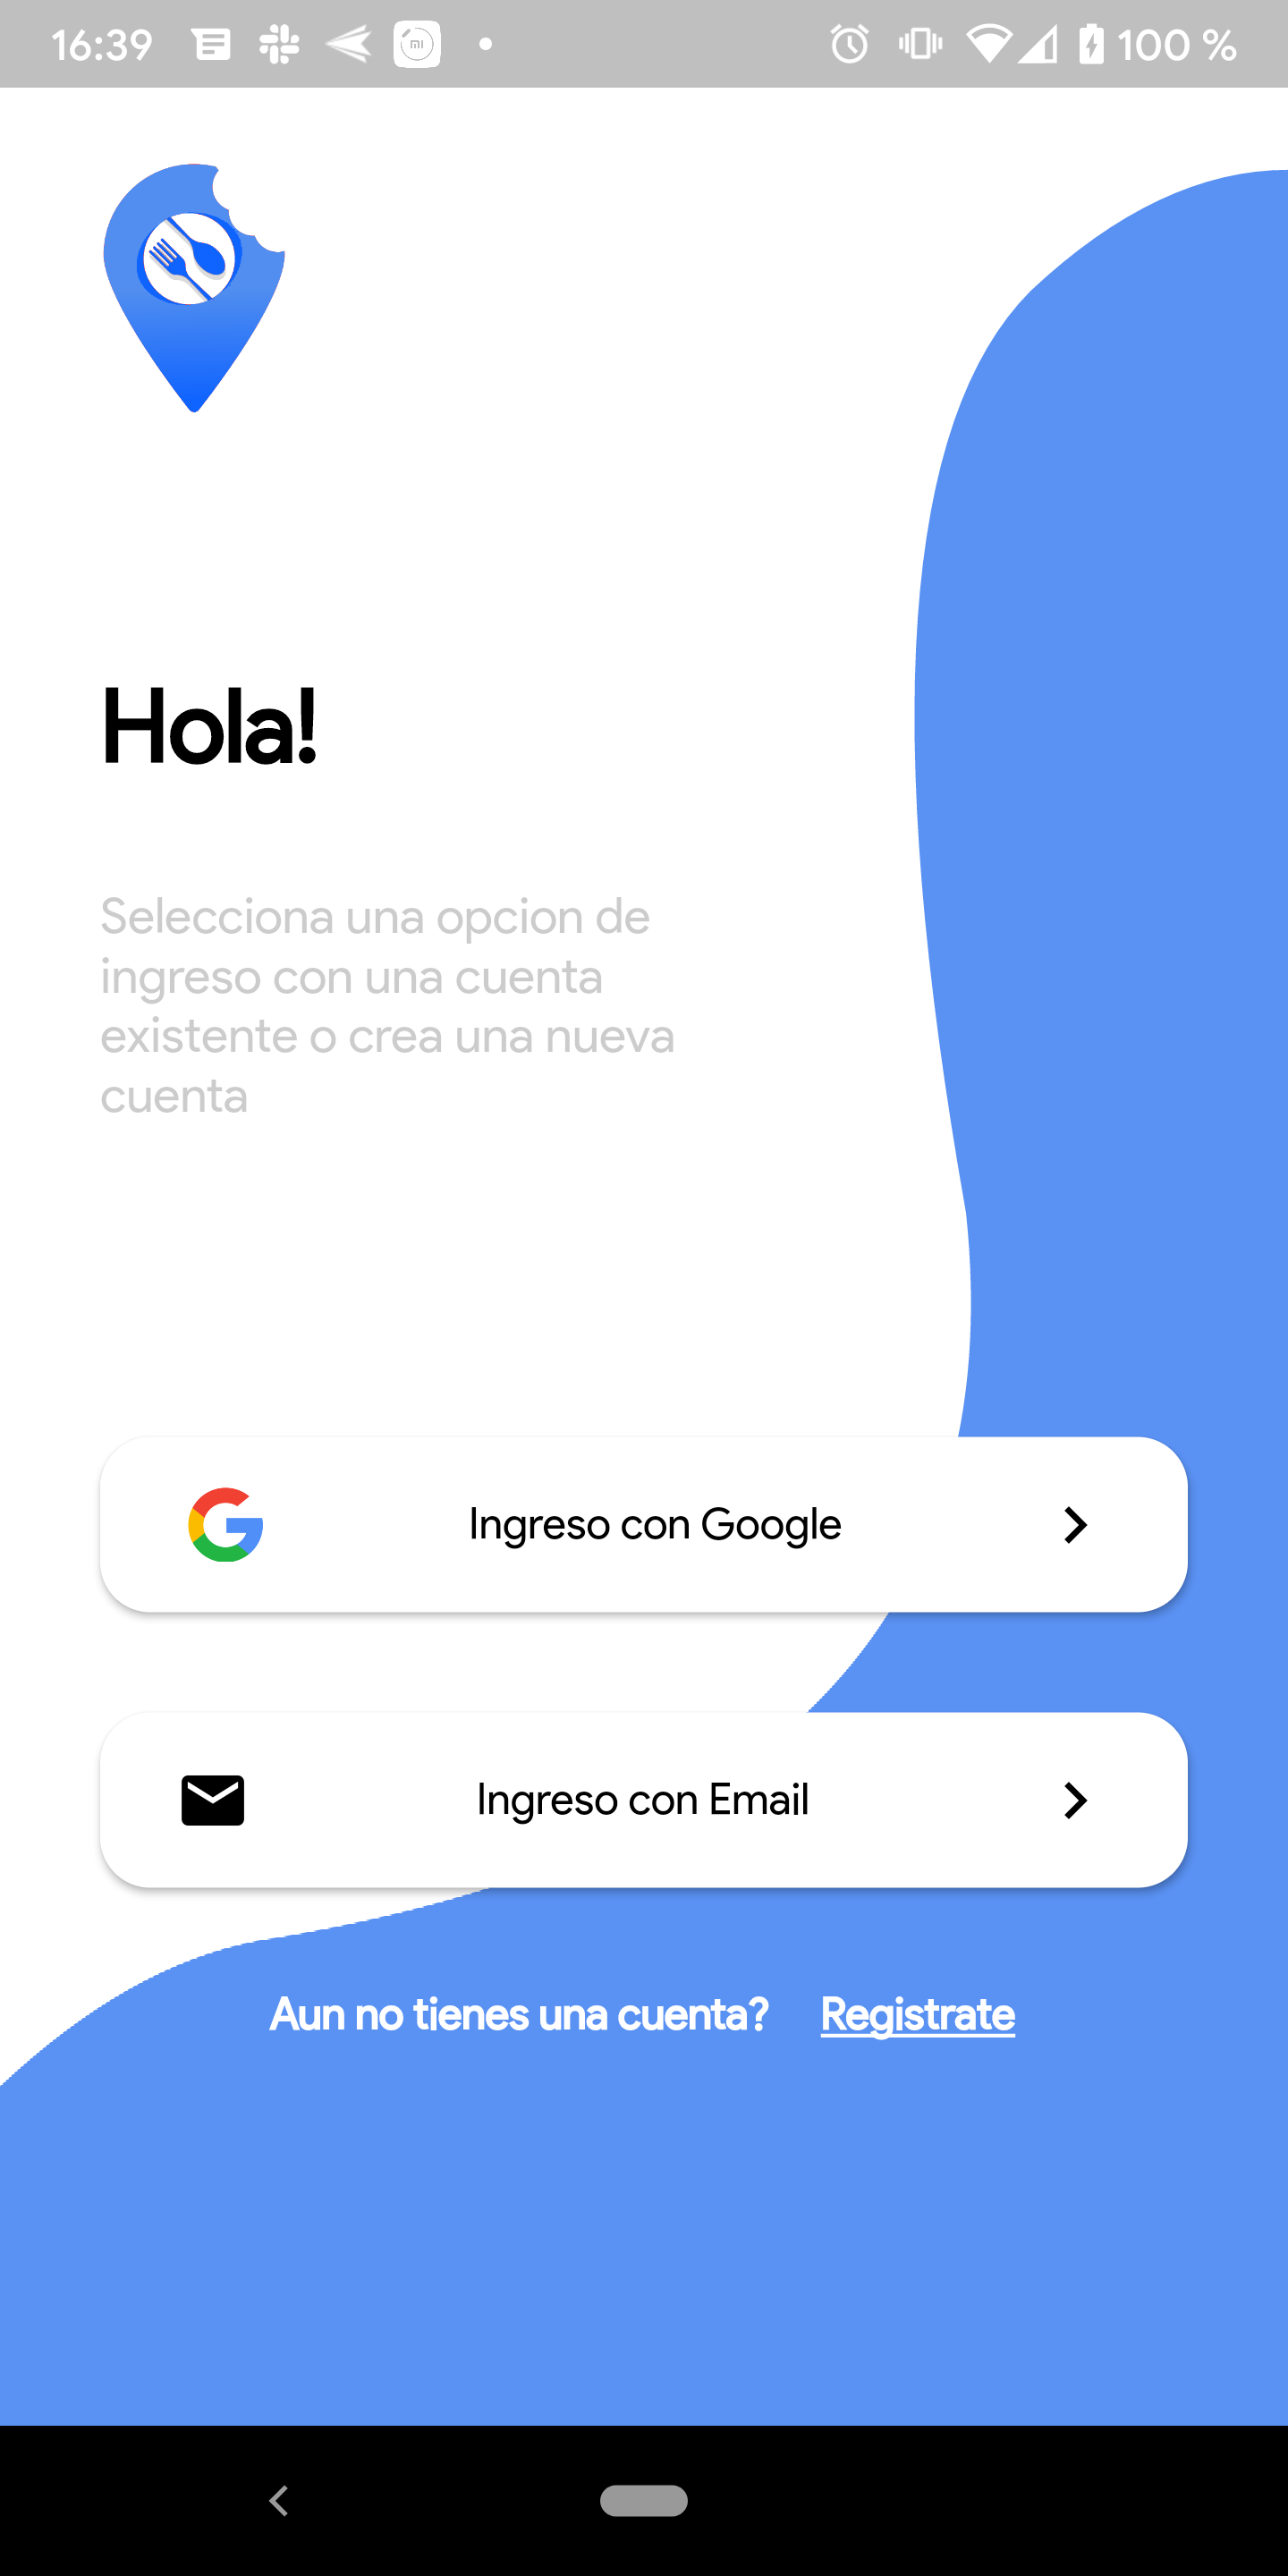 16:39
100 %
Hola!
Selecciona una opcion de
ingreso con una cuenta
existente o crea una nueva
cuenta
Ingreso con Google
Ingreso con Email
Aun no tienes una cuenta? Registrate